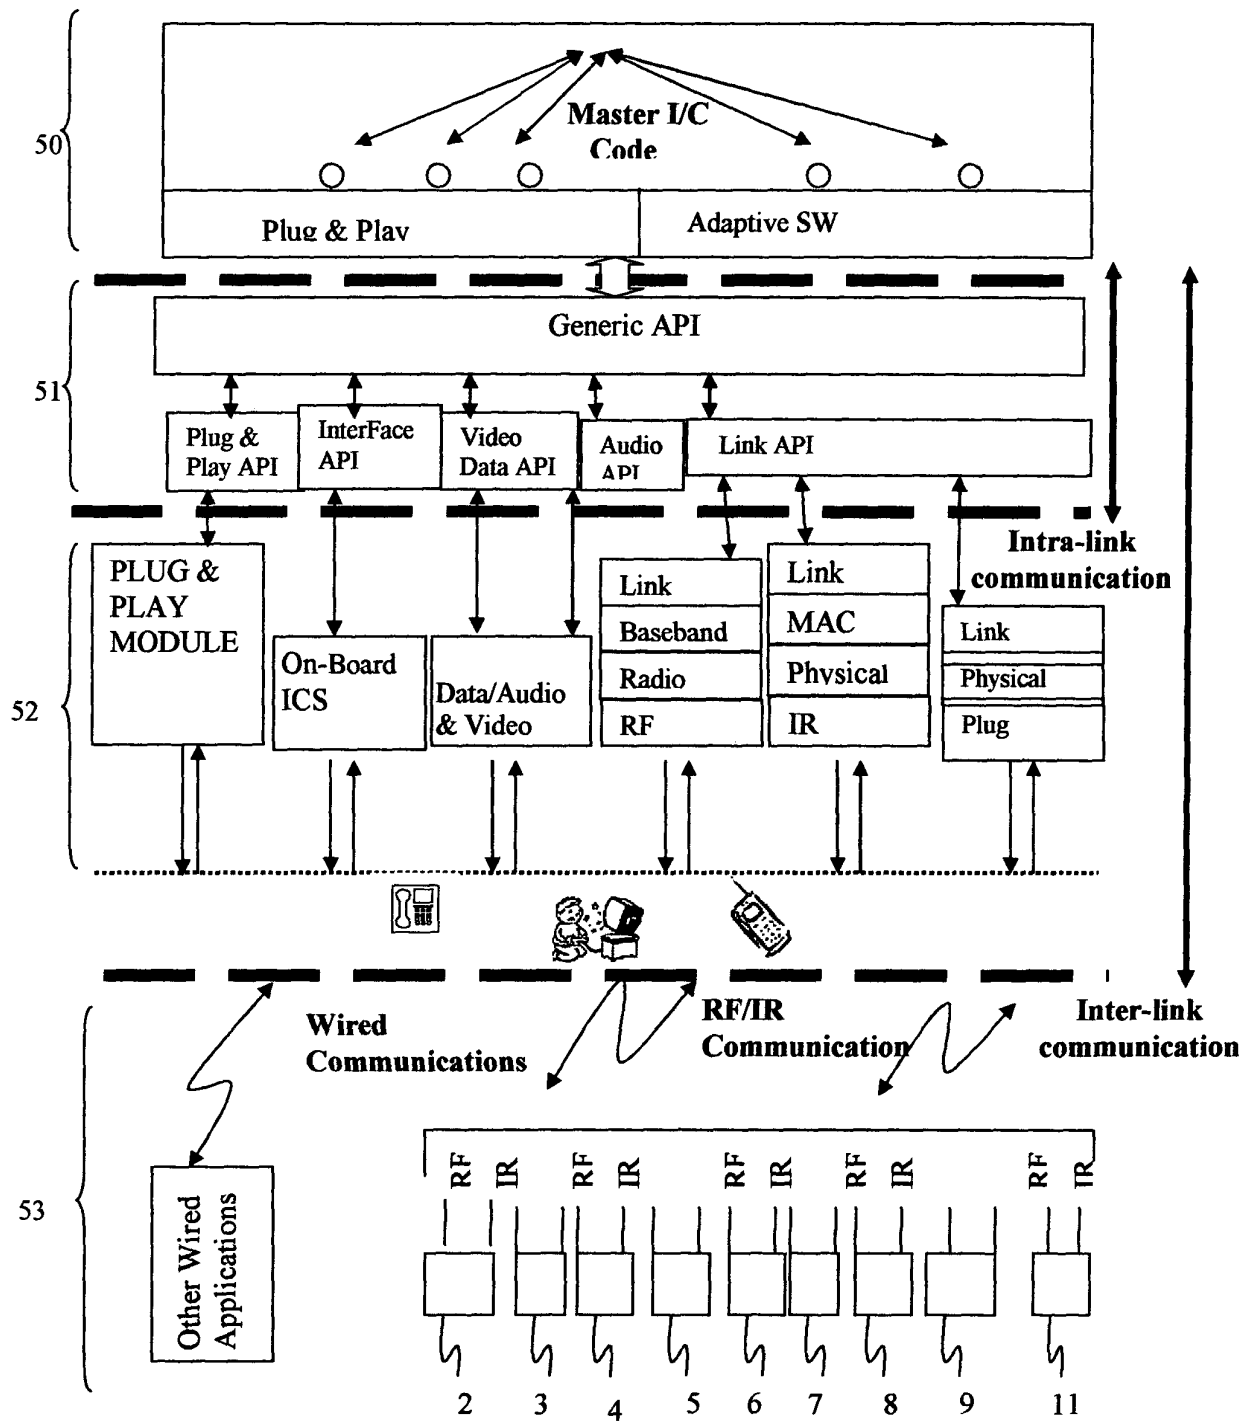 50
Master I/C
Code
Plug & Play
Adaptive SW
Generic API
51
Plug &
Play API
InterFace
API
Video
Data API
Audio
API
Link API
Intra-link
communication
52
PLUG &
PLAY
MODULE
On-Board
ICS
Data/Audio
& Video
Link
Baseband
Radio
RF
Link
MAC
Physical
IR
Link
Physical
Plug
Wired
Communications
RF/IR
Communication
Inter-link
communication
53
Other Wired
Applications
RF
IR
RF
IR
RF
IR
RF
IR
RF
IR
2
3
4
5
6
7
8
9
11